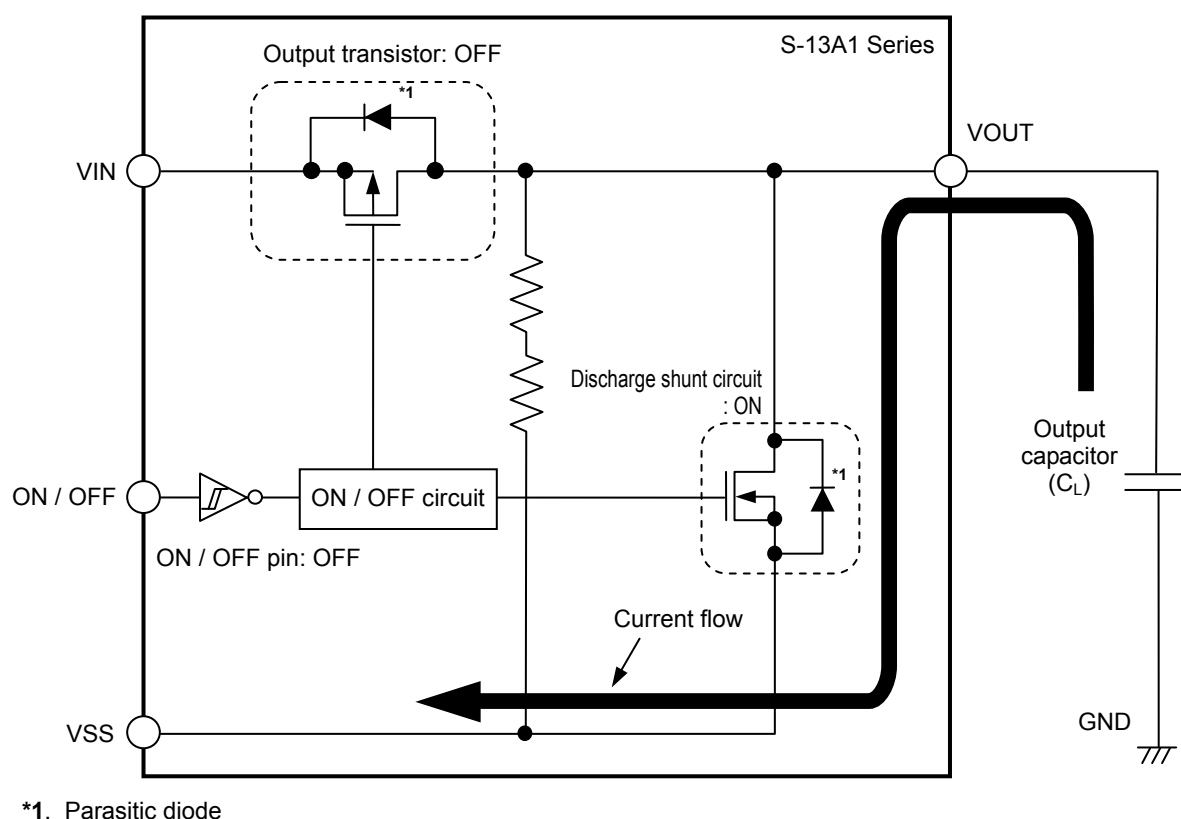 S-13A1 Series
Output transistor: OFF
*1
VOUT
VIN
Discharge shunt circuit
: ON
*1
Output
capacitor
(CL)
ON / OFF
ON / OFF circuit
ON / OFF pin: OFF
Current flow
VSS
GND
*1. Parasitic diode